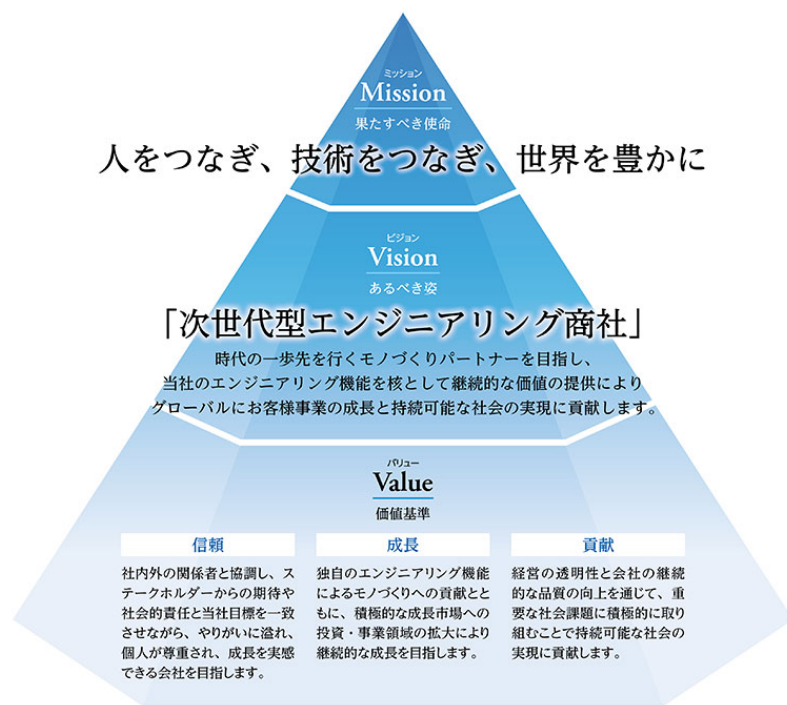 ミッション
Mission
果たすべき使命
人をつなぎ、技術をつなぎ、世界を豊かに
ビジョン
Vision
あるべき姿
「次世代型エンジニアリング商社」
時代の一歩先を行くモノづくりパートナーを目指し、
当社のエンジニアリング機能を核として継続的な価値の提供により
グローバルにお客様事業の成長と持続可能な社会の実現に貢献します。
バリュー
Value
価値基準
信頼
社内外の関係者と協調し、ス
テークホルダーからの期待や
社会的責任と当社目標を一致
させながら、やりがいに溢れ、
個人が尊重され、成長を実感
できる会社を目指します。
成長
独自のエンジニアリング機能
によるモノづくりへの貢献とと
もに、積極的な成長市場への
投資・事業領域の拡大により
継続的な成長を目指します。
貢献
経営の透明性と会社の継続
的な品質の向上を通じて、重
要な社会課題に積極的に取り
組むことで持続可能な社会の
実現に貢献します。